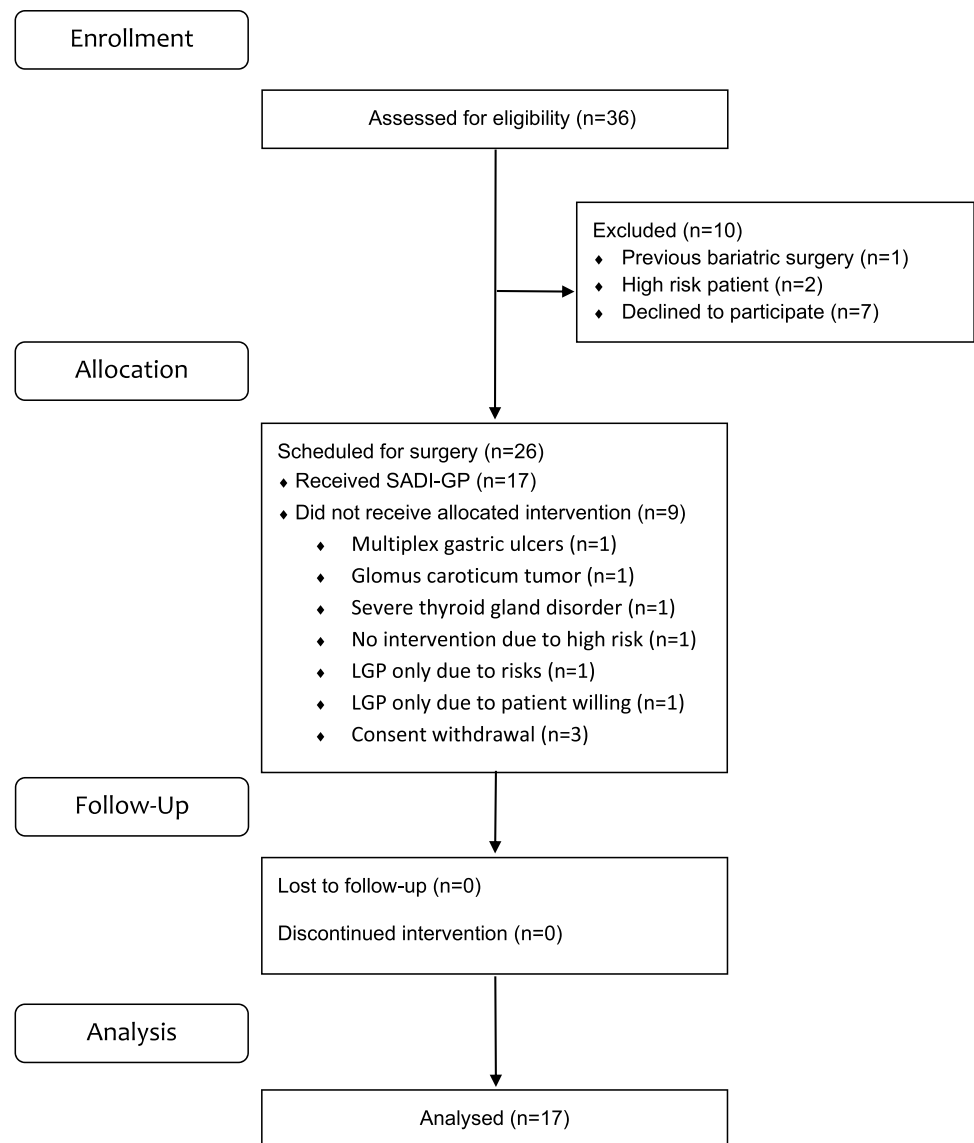 Enrollment
Assessed for eligibility (n=36)
Excluded (n=10)
♦ Previous bariatric surgery (n=1)
♦ High risk patient (n=2)
♦ Declined to participate (n=7)
Allocation
Scheduled for surgery (n=26)
♦ Received SADI-GP (n=17)
♦ Did not receive allocated intervention (n=9)
♦ Multiplex gastric ulcers (n=1)
♦ Glomus caroticum tumor (n=1)
♦ Severe thyroid gland disorder (n=1)
♦ No intervention due to high risk (n=1)
♦ LGP only due to risks (n=1)
♦ LGP only due to patient willing (n=1)
♦ Consent withdrawal (n=3)
Follow-Up
Lost to follow-up (n=0)
Discontinued intervention (n=0)
Analysis
Analysed (n=17)